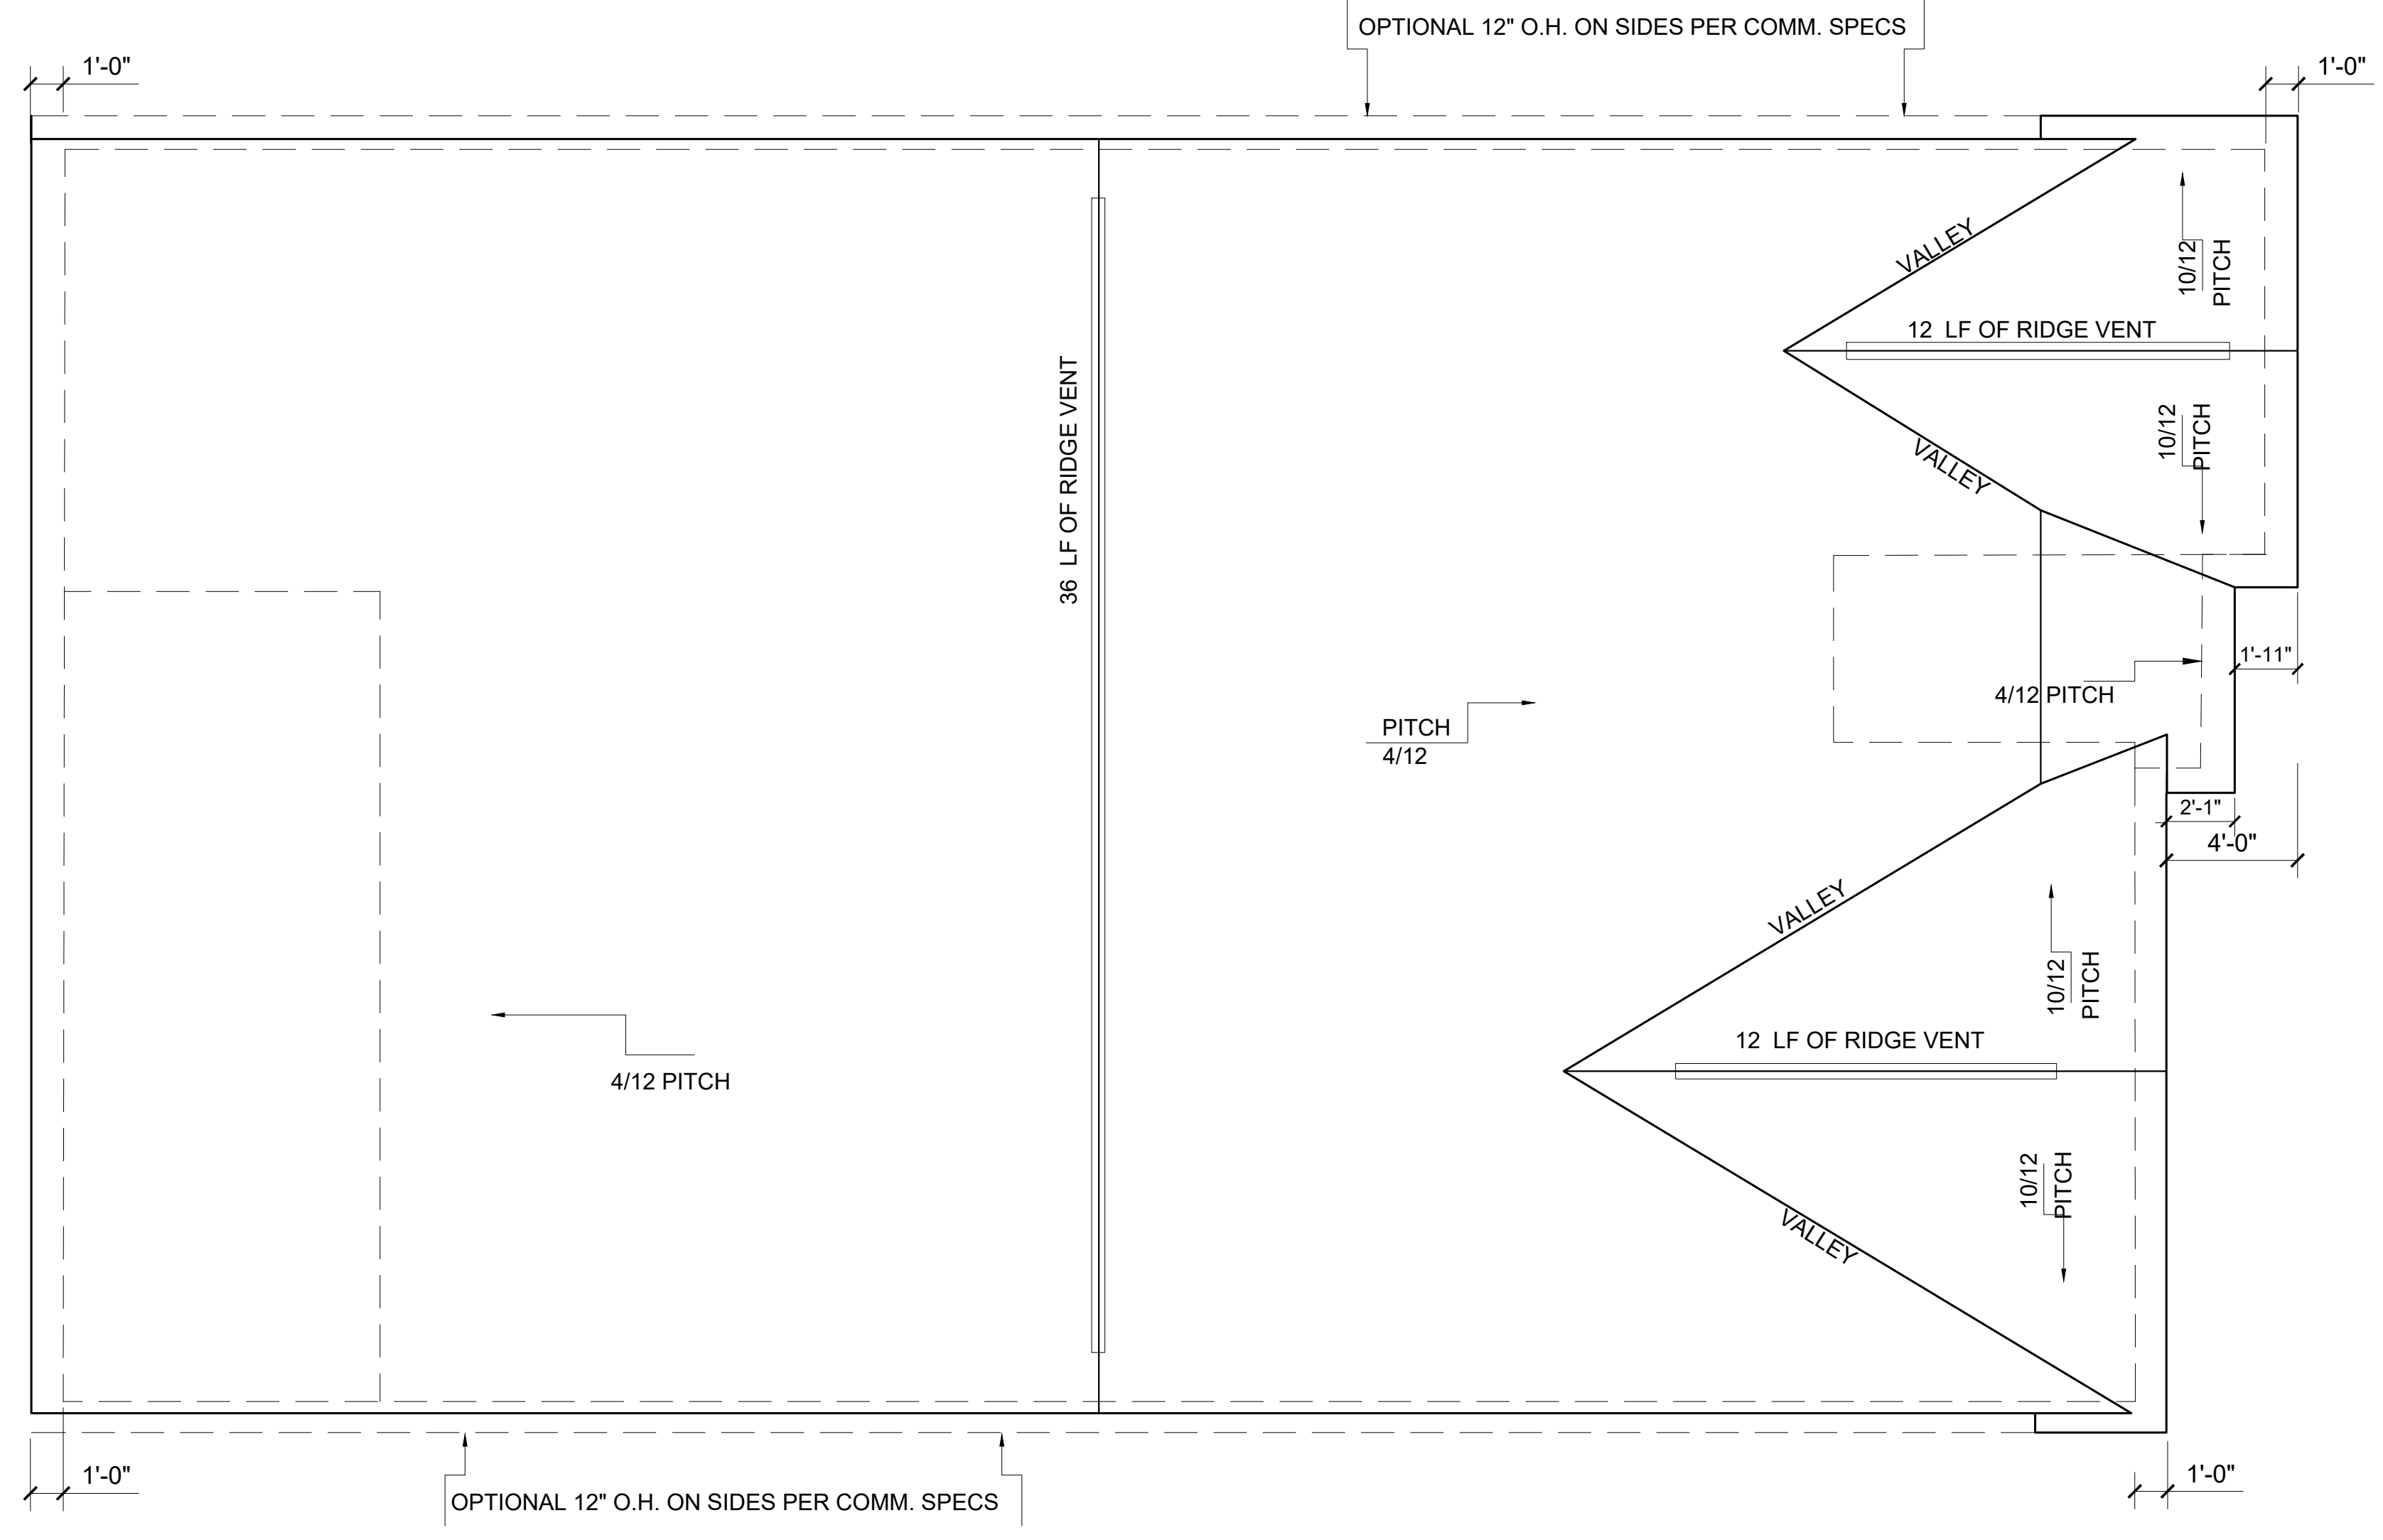 OPTIONAL 12" O.H. ON SIDES PER COMM. SPECS
1'-0"
1'-0"
VALLEY
10/12
PITCH
12 LF OF RIDGE VENT
36 LF OF RIDGE VENT
10/12
PITCH
VALLEY
1'-11"
4/12 PITCH
PITCH
4/12
2'-1"
4'-0"
VALLEY
10/12
PITCH
12 LF OF RIDGE VENT
4/12 PITCH
10/12
PITCH
VALLEY
1'-0"
1'-0"
OPTIONAL 12" O.H. ON SIDES PER COMM. SPECS